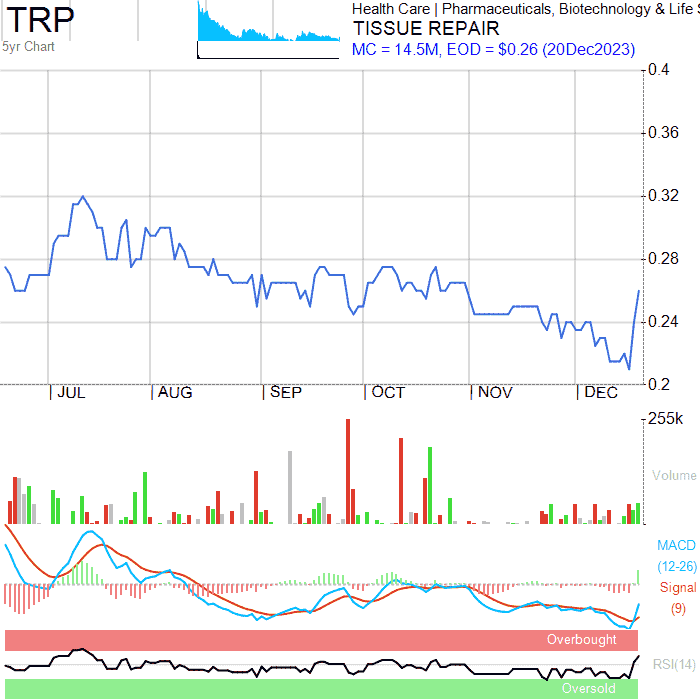 TRP
5yr Chart
Health Care | Pharmaceuticals, Biotechnology & Life
TISSUE REPAIR
MC = 14.5M, EOD = $0.26 (20Dec2023)
0.4
0.36
0.32
0.28
0.24
0.2
JUL AUG SEP OCT NOV DEC
255k
Volume
MACD
(12-26)
Signal
(9)
Overbought
RSI(14)
Oversold